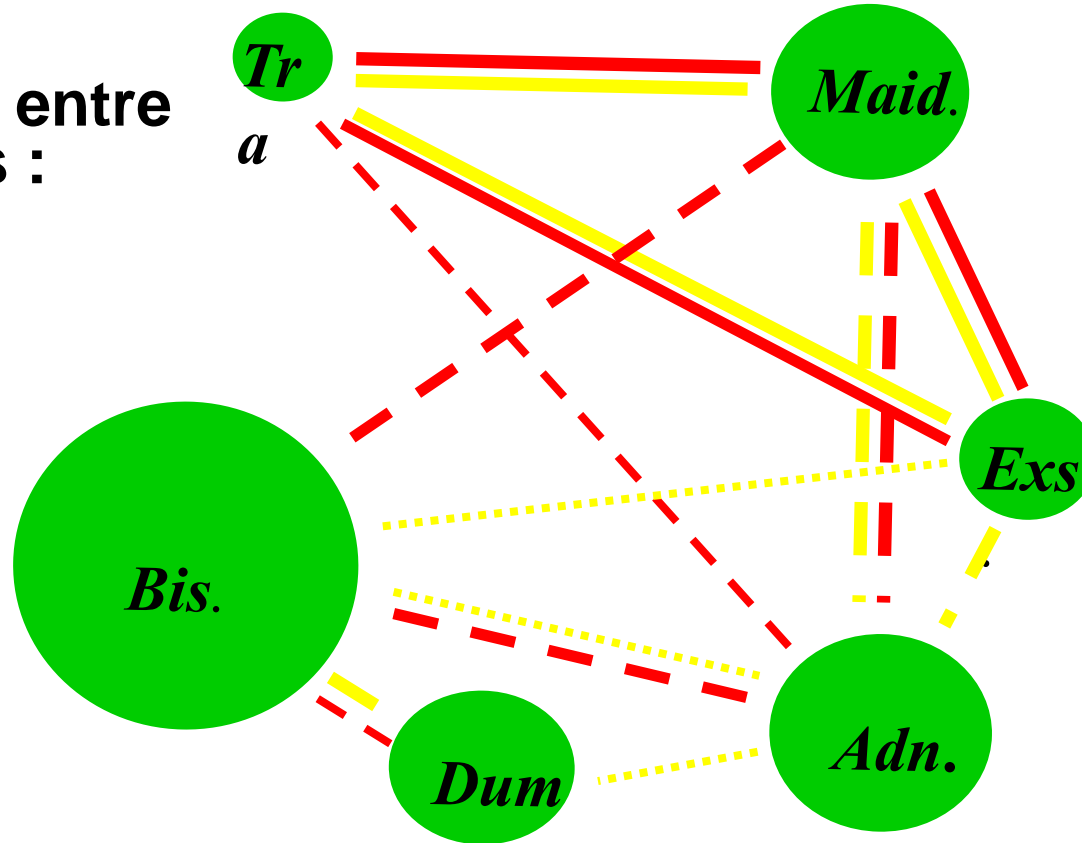 entre
s :
Tr
a
Maid.
Exs
.
Bis.
Adn.
Dum